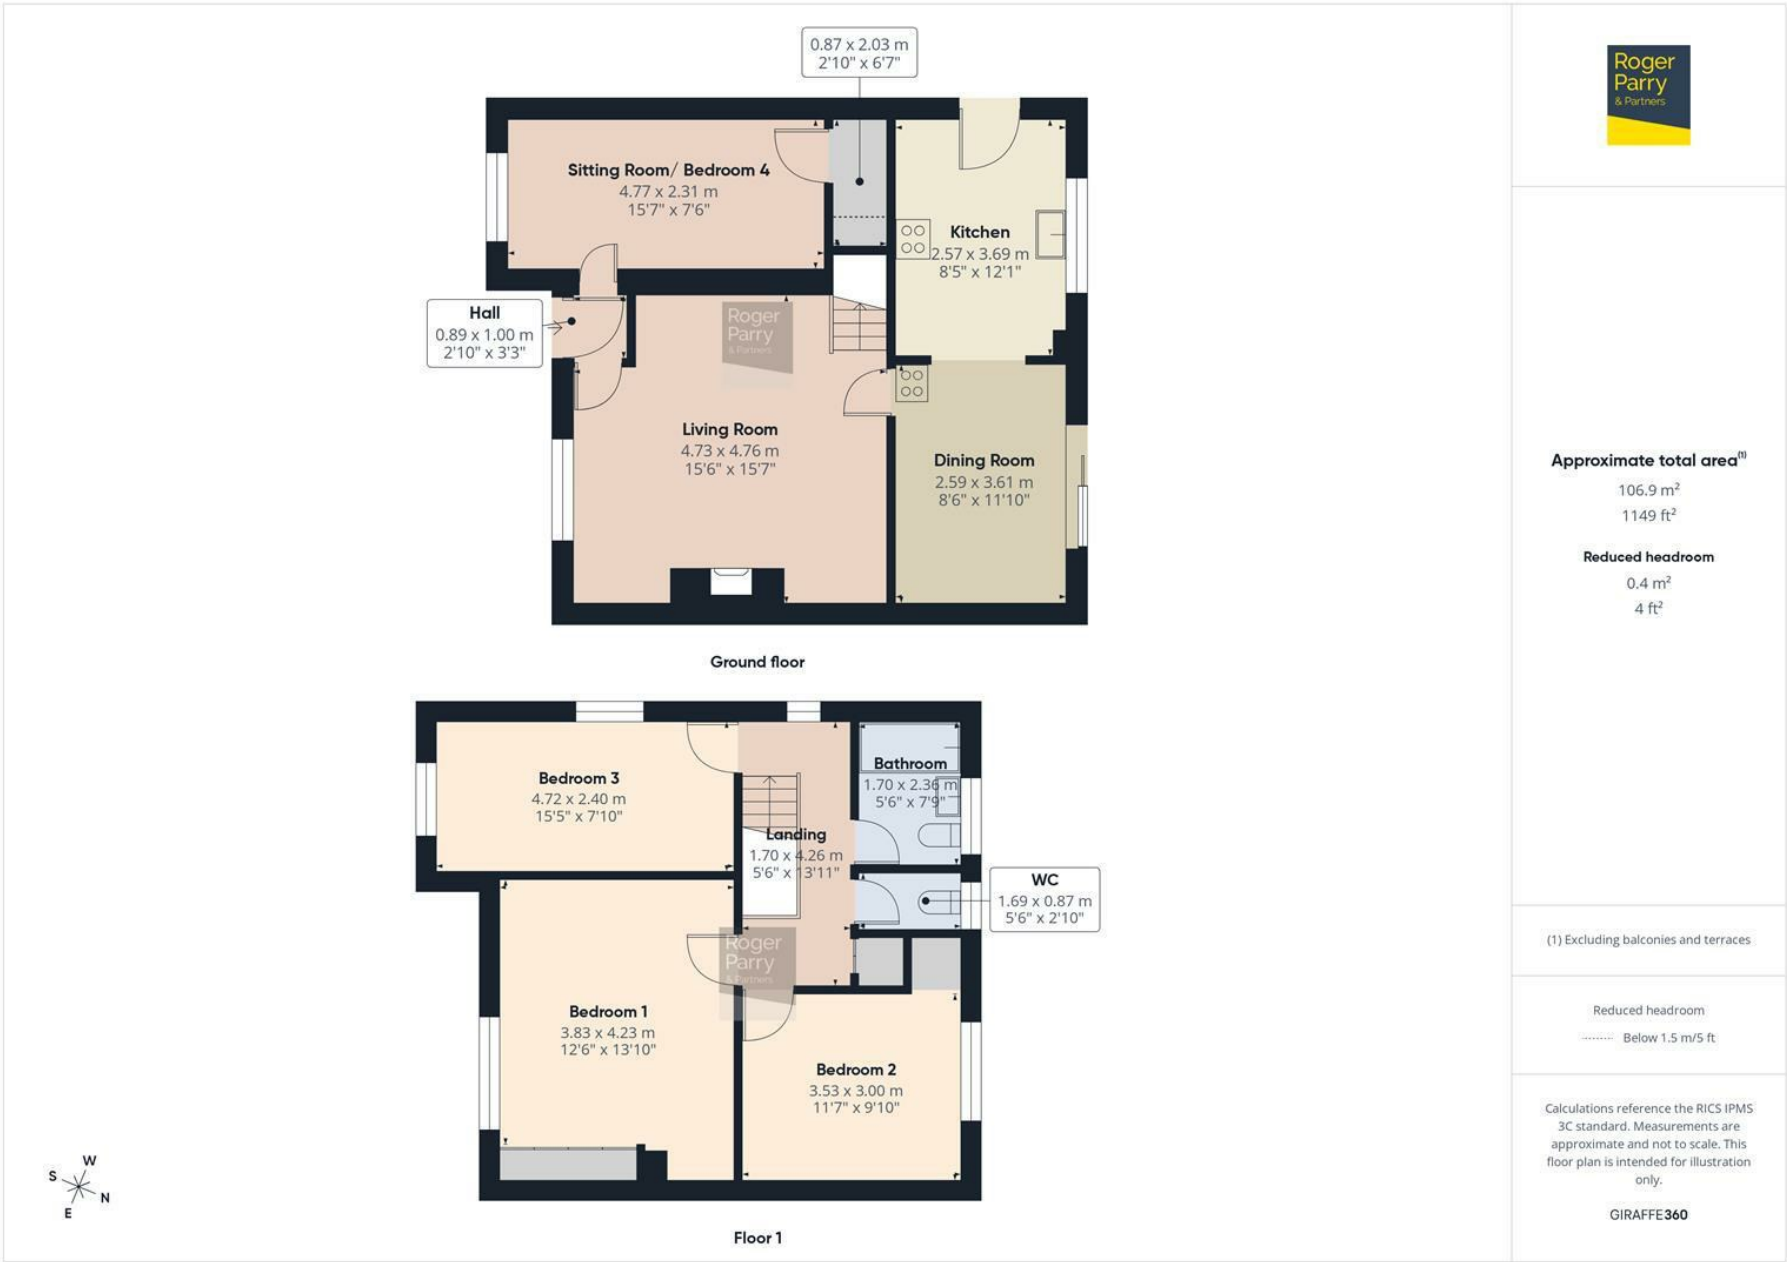 0.87 x 2.03 m
2'10" x 6'7"
Sitting Room/ Bedroom 4
4.77 x 2.31 m
15'7" x 7'6"
Kitchen
2.57 x 3.69 m
8'5" x 12'1"
Hall
0.89 x 1.00 m
2'10" x 3'3"
Roger
Parry
& Partners
Living Room
4.73 x 4.76 m
15'6" x 15'7"
Dining Room
2.59 x 3.61 m
8'6" x 11'10"
Ground floor
Bedroom 3
4.72 x 2.40 m
15'5" x 7'10"
Bathroom
1.70 x 2.36 m
5'6" x 7'9"
Landing
1.70 x 4.26 m
5'6" x 13'11"
WC
1.69 x 0.87 m
5'6" x 2'10"
Roger
Parry
& Partners
Bedroom 1
3.83 x 4.23 m
12'6" x 13'10"
Bedroom 2
3.53 x 3.00 m
11'7" x 9'10"
Floor 1
W
S
N
E
Roger
Parry
& Partners
Approximate total area(1)
106.9 m²
1149 ft²
Reduced headroom
0.4 m²
4 ft²
(1) Excluding balconies and terraces
Reduced headroom
Below 1.5 m/5 ft
Calculations reference the RICS IPMS
3C standard. Measurements are
approximate and not to scale. This
floor plan is intended for illustration
only.
GIRAFFE360